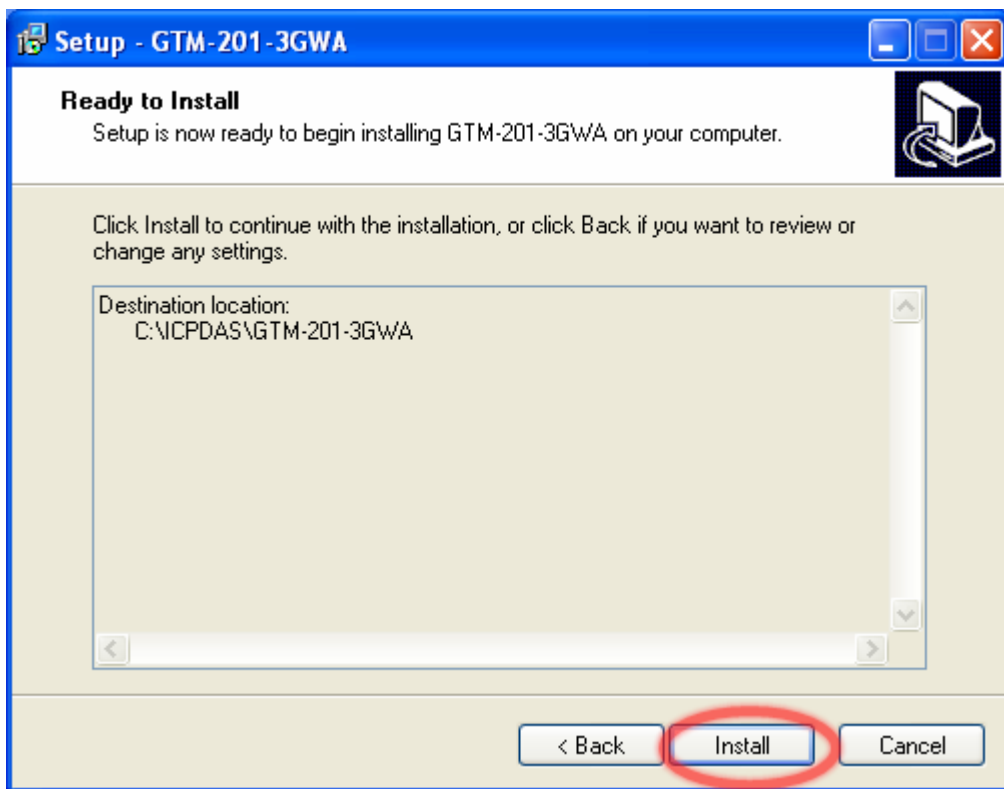 Setup - GTM-201-3GWA
Ready to Install
Setup is now ready to begin installing GTM-201-3GWA on your computer.
Click Install to continue with the installation, or click Back if you want to review or
change any settings.
Destination location:
C:\ICPDAS\GTM-201-3GWA
< Back
Install
Cancel